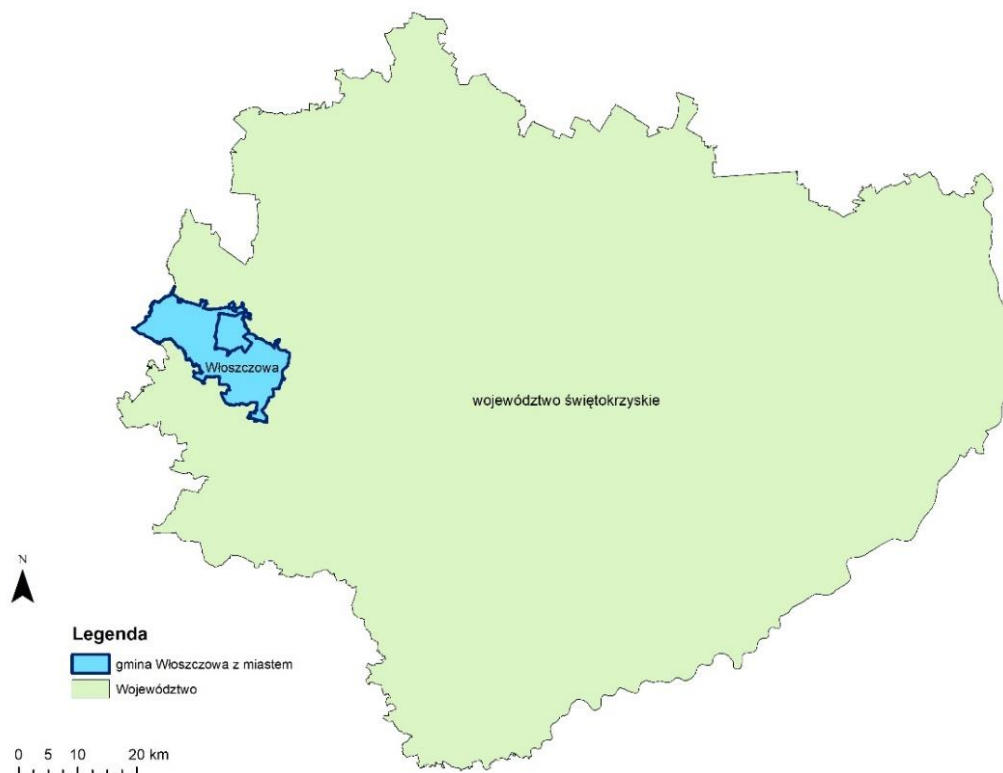 Włoszczowa
województwo świętokrzyskie
N
Legenda
gmina Włoszczowa z miastem
Województwo
0 5 10 20 km